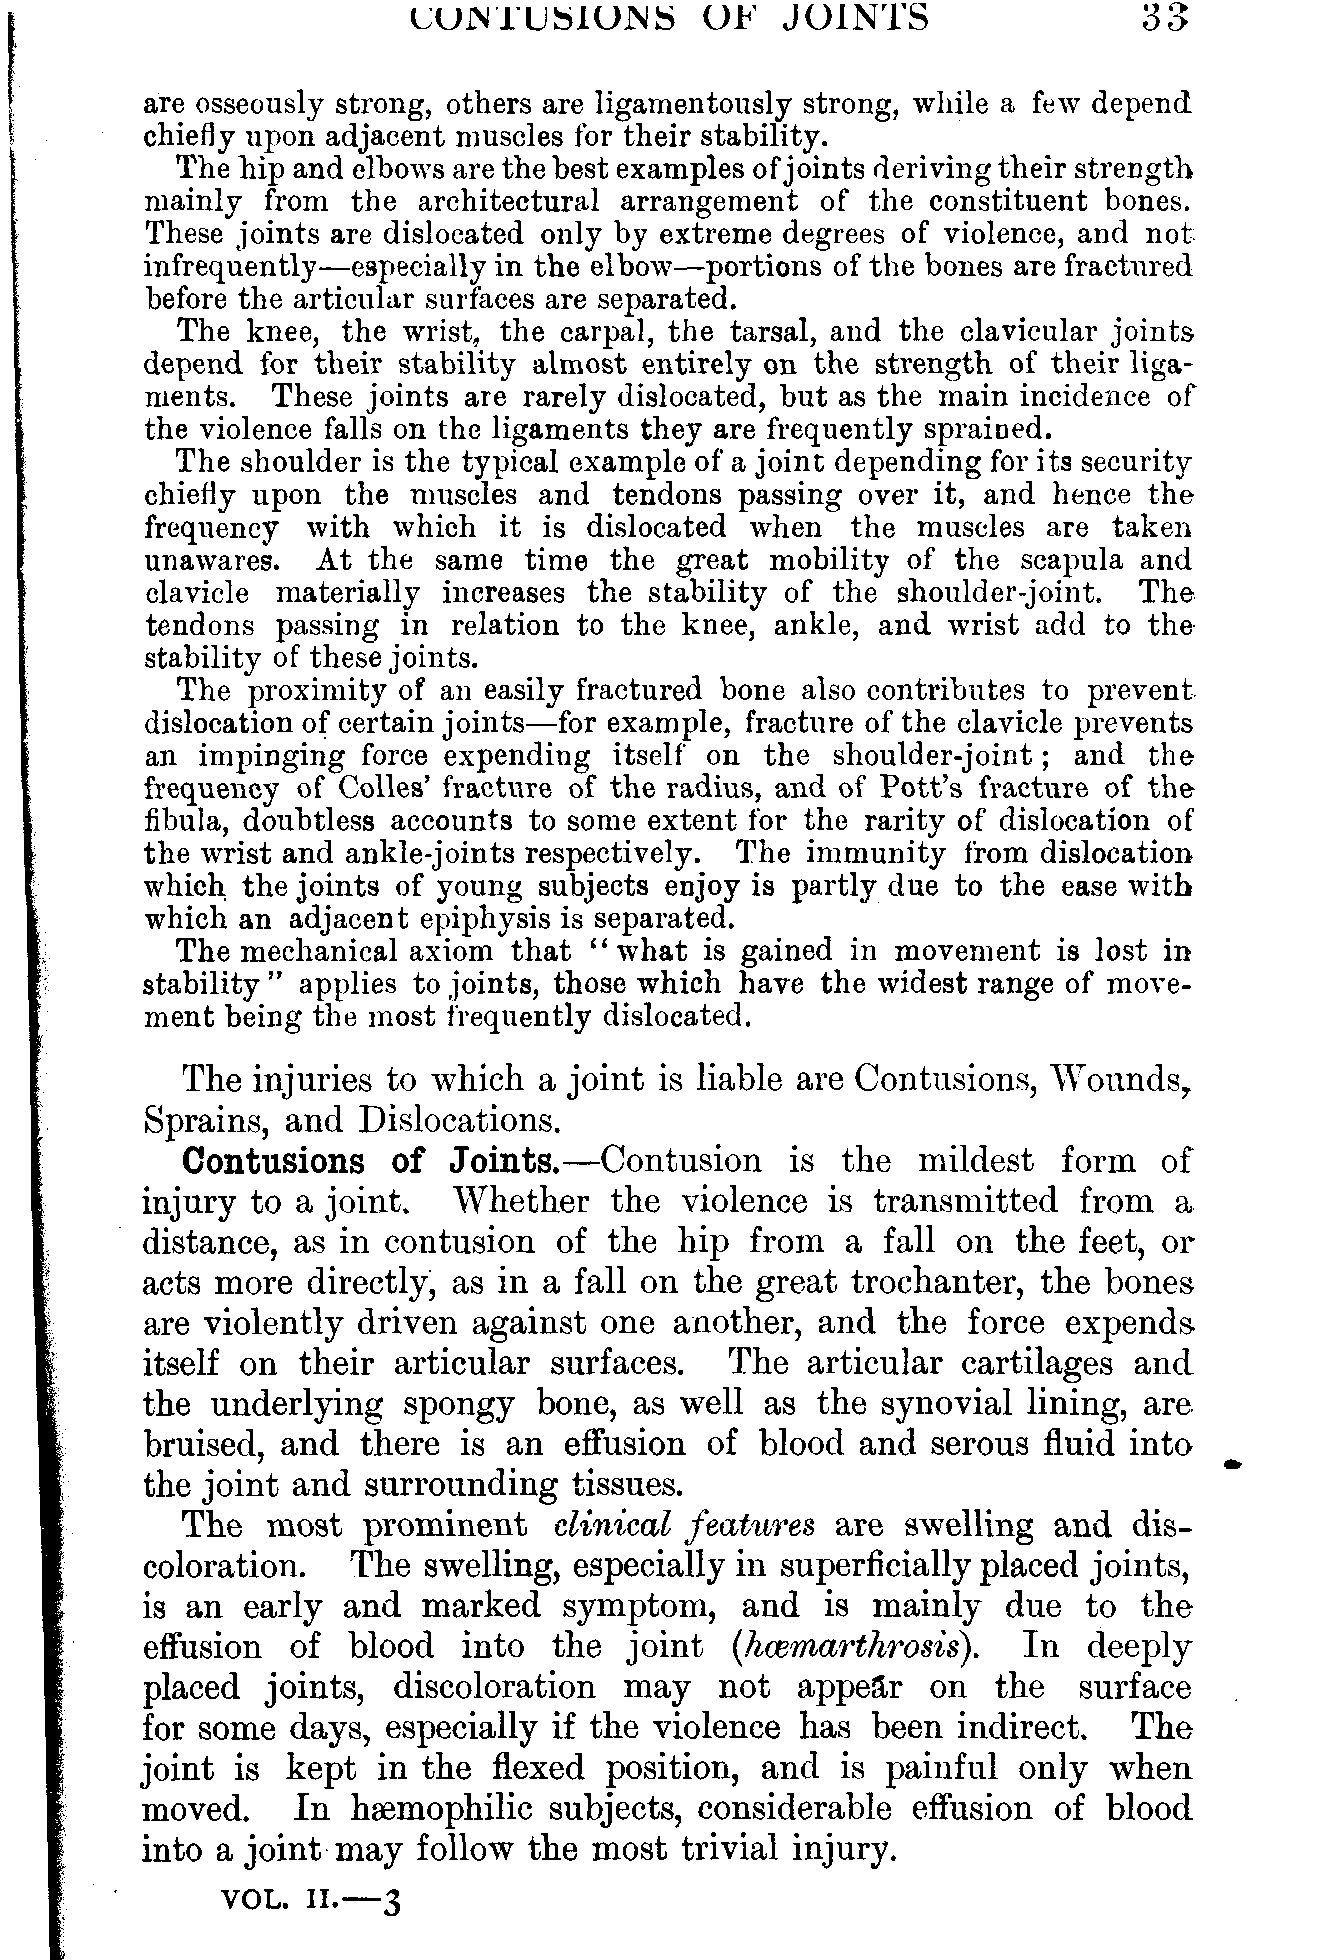 CONTUSIONS OF JOINTS 33
are osseously strong, others are ligamentously strong, while a few depend
chiefly upon adjacent muscles for their stability.
The hip and elbows are the best examples of joints deriving their strength
mainly from the architectural arrangement of the constituent bones.
These joints are dislocated only by extreme degrees of violence, and not
infrequently—especially in the elbow—portions of the bones are fractured
before the articular surfaces are separated.
The knee, the wrist, the carpal, the tarsal, and the clavicular joints
depend for their stability almost entirely on the strength of their liga-
ments. These joints are rarely dislocated, but as the main incidence of
the violence falls on the ligaments they are frequently sprained.
The shoulder is the typical example of a joint depending for its security
chiefly upon the muscles and tendons passing over it, and hence the
frequency with which it is dislocated when the muscles are taken
unawares. At the same time the great mobility of the scapula and
clavicle materially increases the stability of the shoulder-joint. The
tendons passing in relation to the knee, ankle, and wrist add to the
stability of these joints.
The proximity of an easily fractured bone also contributes to prevent
dislocation of certain joints—for example, fracture of the clavicle prevents
an impinging force expending itself on the shoulder-joint; and the
frequency of Colles' fracture of the radius, and of Pott's fracture of the
fibula, doubtless accounts to some extent for the rarity of dislocation of
the wrist and ankle-joints respectively. The immunity from dislocation
which the joints of young subjects enjoy is partly due to the ease with
which an adjacent epiphysis is separated.
The mechanical axiom that “what is gained in movement is lost in
stability” applies to joints, those which have the widest range of move-
ment being the most frequently dislocated.
The injuries to which a joint is liable are Contusions, Wounds,
Sprains, and Dislocations.
Contusions of Joints.—Contusion is the mildest form of
injury to a joint. Whether the violence is transmitted from a
distance, as in contusion of the hip from a fall on the feet, or
acts more directly, as in a fall on the great trochanter, the bones
are violently driven against one another, and the force expends
itself on their articular surfaces. The articular cartilages and
the underlying spongy bone, as well as the synovial lining, are
bruised, and there is an effusion of blood and serous fluid into
the joint and surrounding tissues.
The most prominent clinical features are swelling and dis-
coloration. The swelling, especially in superficially placed joints,
is an early and marked symptom, and is mainly due to the
effusion of blood into the joint (hœmarthrosis). In deeply
placed joints, discoloration may not appear on the surface
for some days, especially if the violence has been indirect. The
joint is kept in the flexed position, and is painful only when
moved. In hæmophilic subjects, considerable effusion of blood
into a joint may follow the most trivial injury.
VOL. II.—3